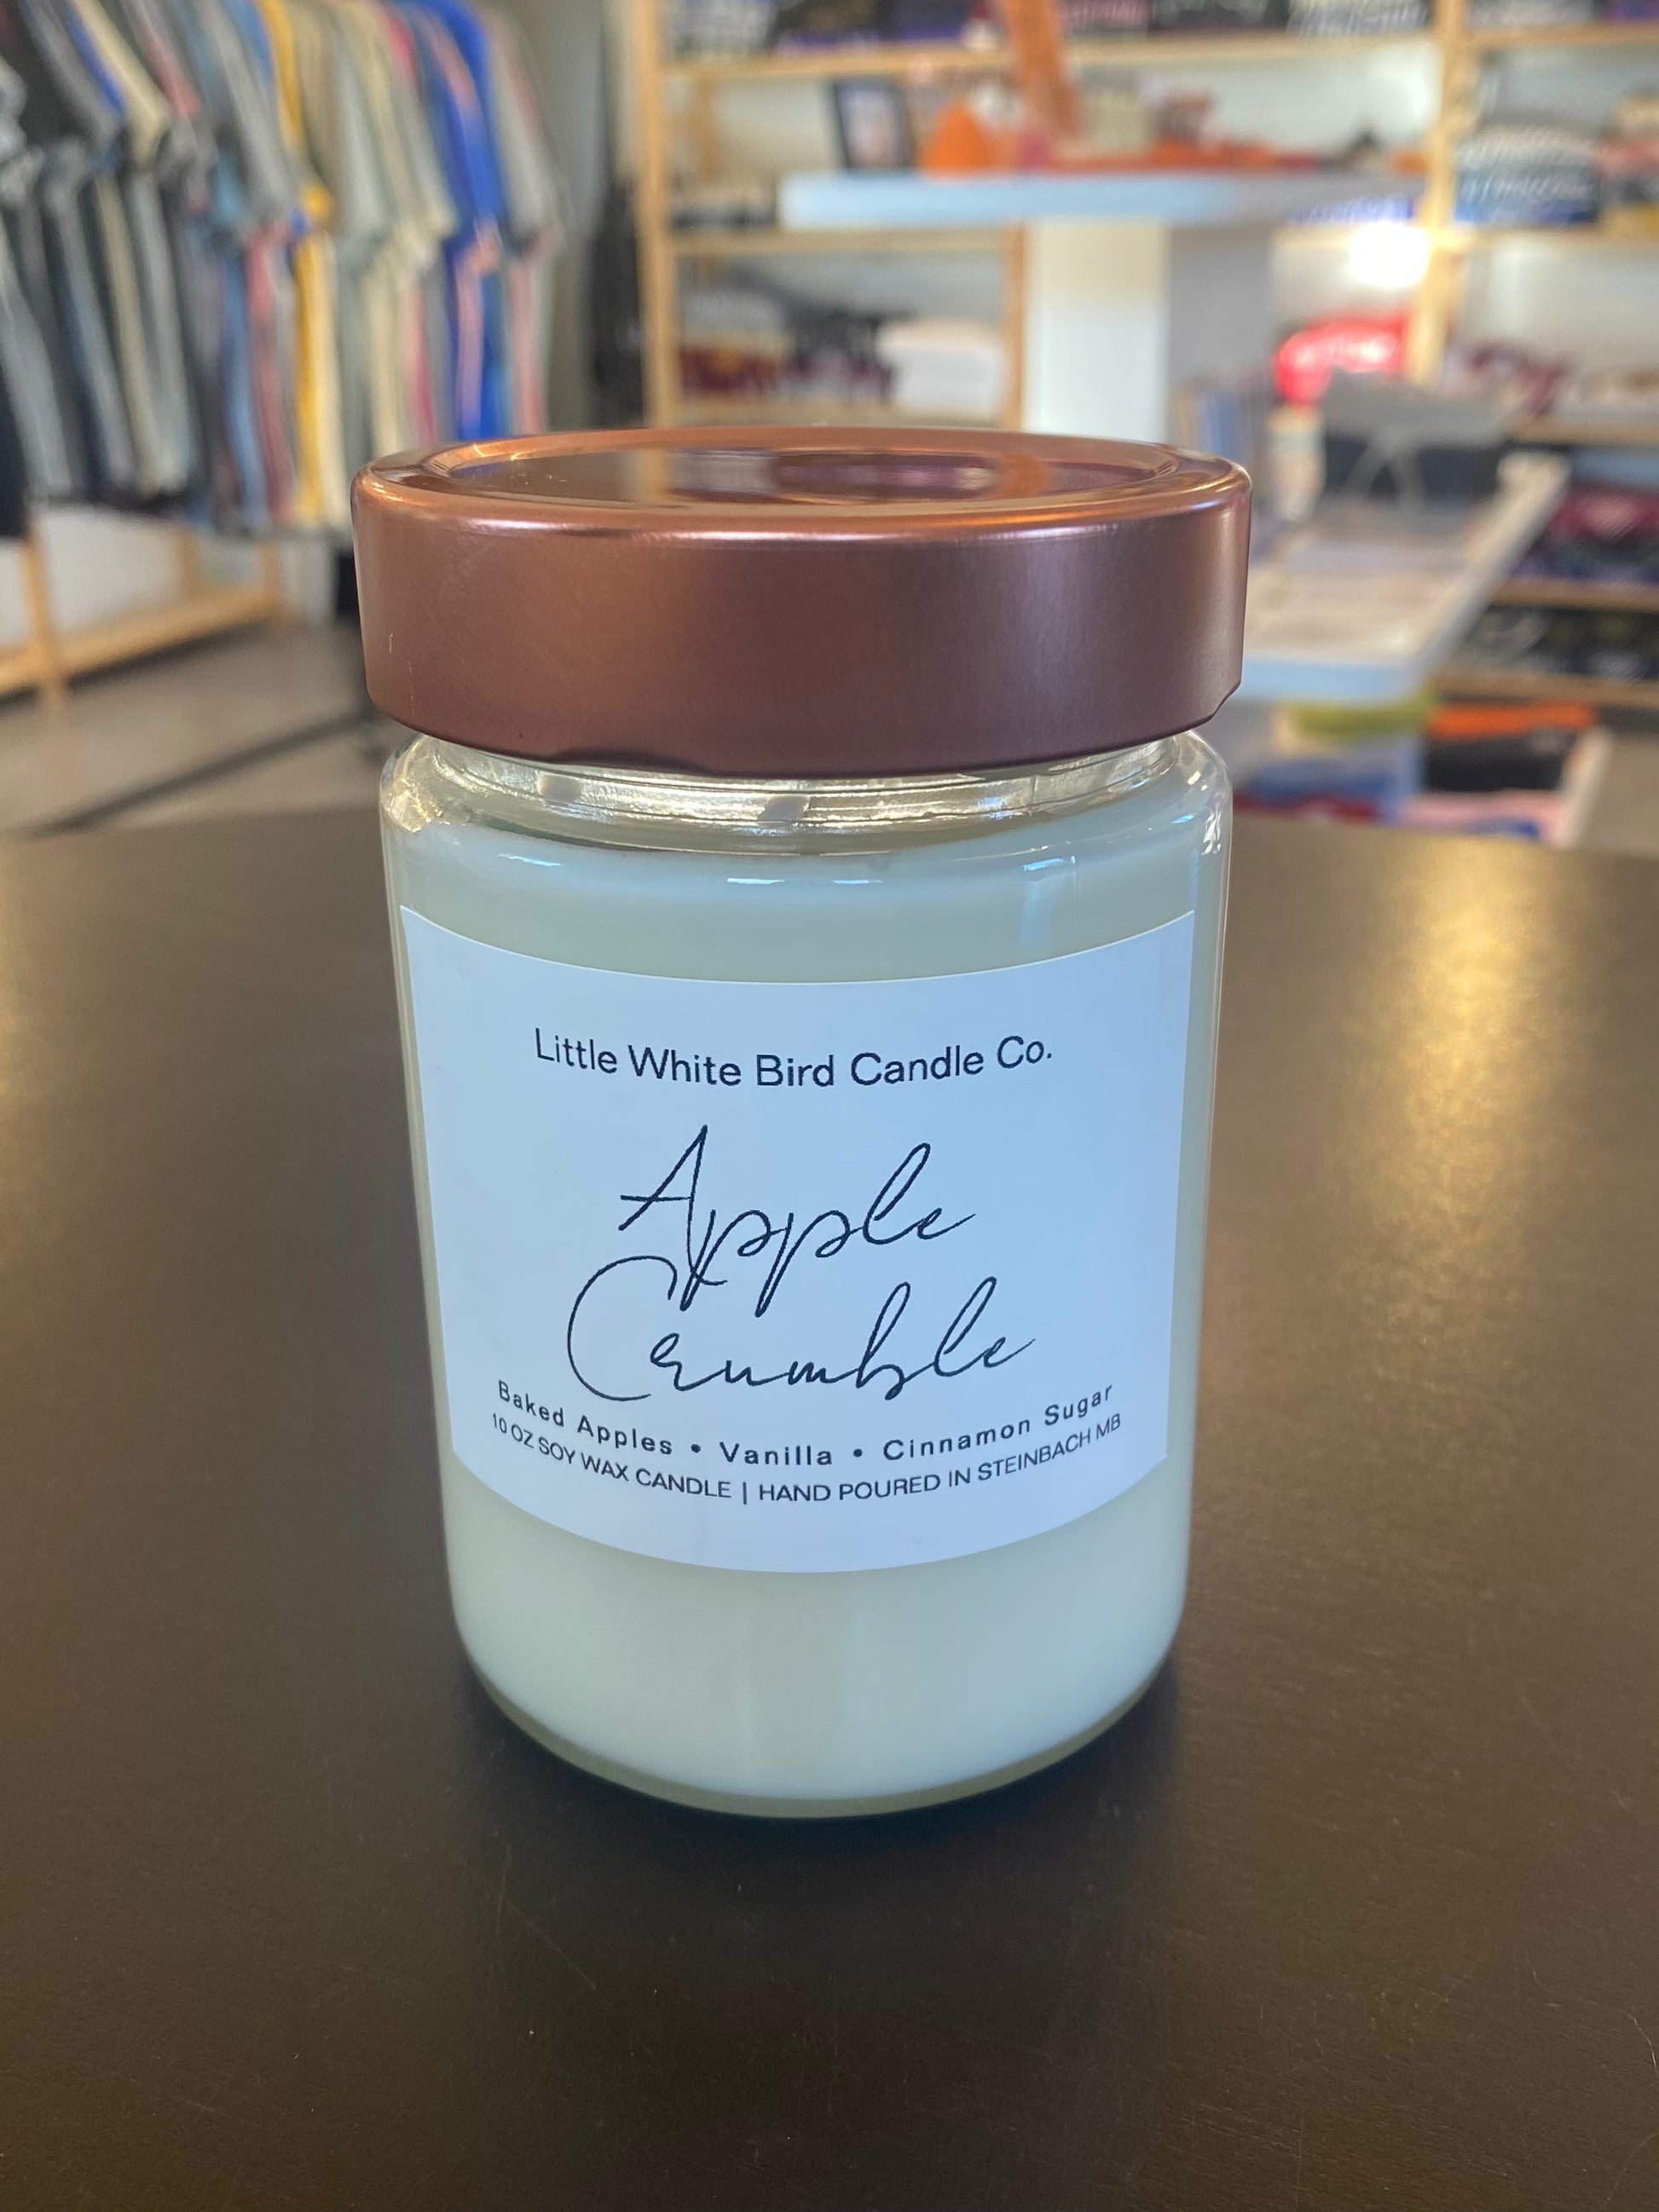 Little White Bird Candle Co.
Apple
Crumble
Baked Apples • Vanilla • Cinnamon Sugar
10 OZ SOY WAX CANDLE | HAND POURED IN STEINBACH MB